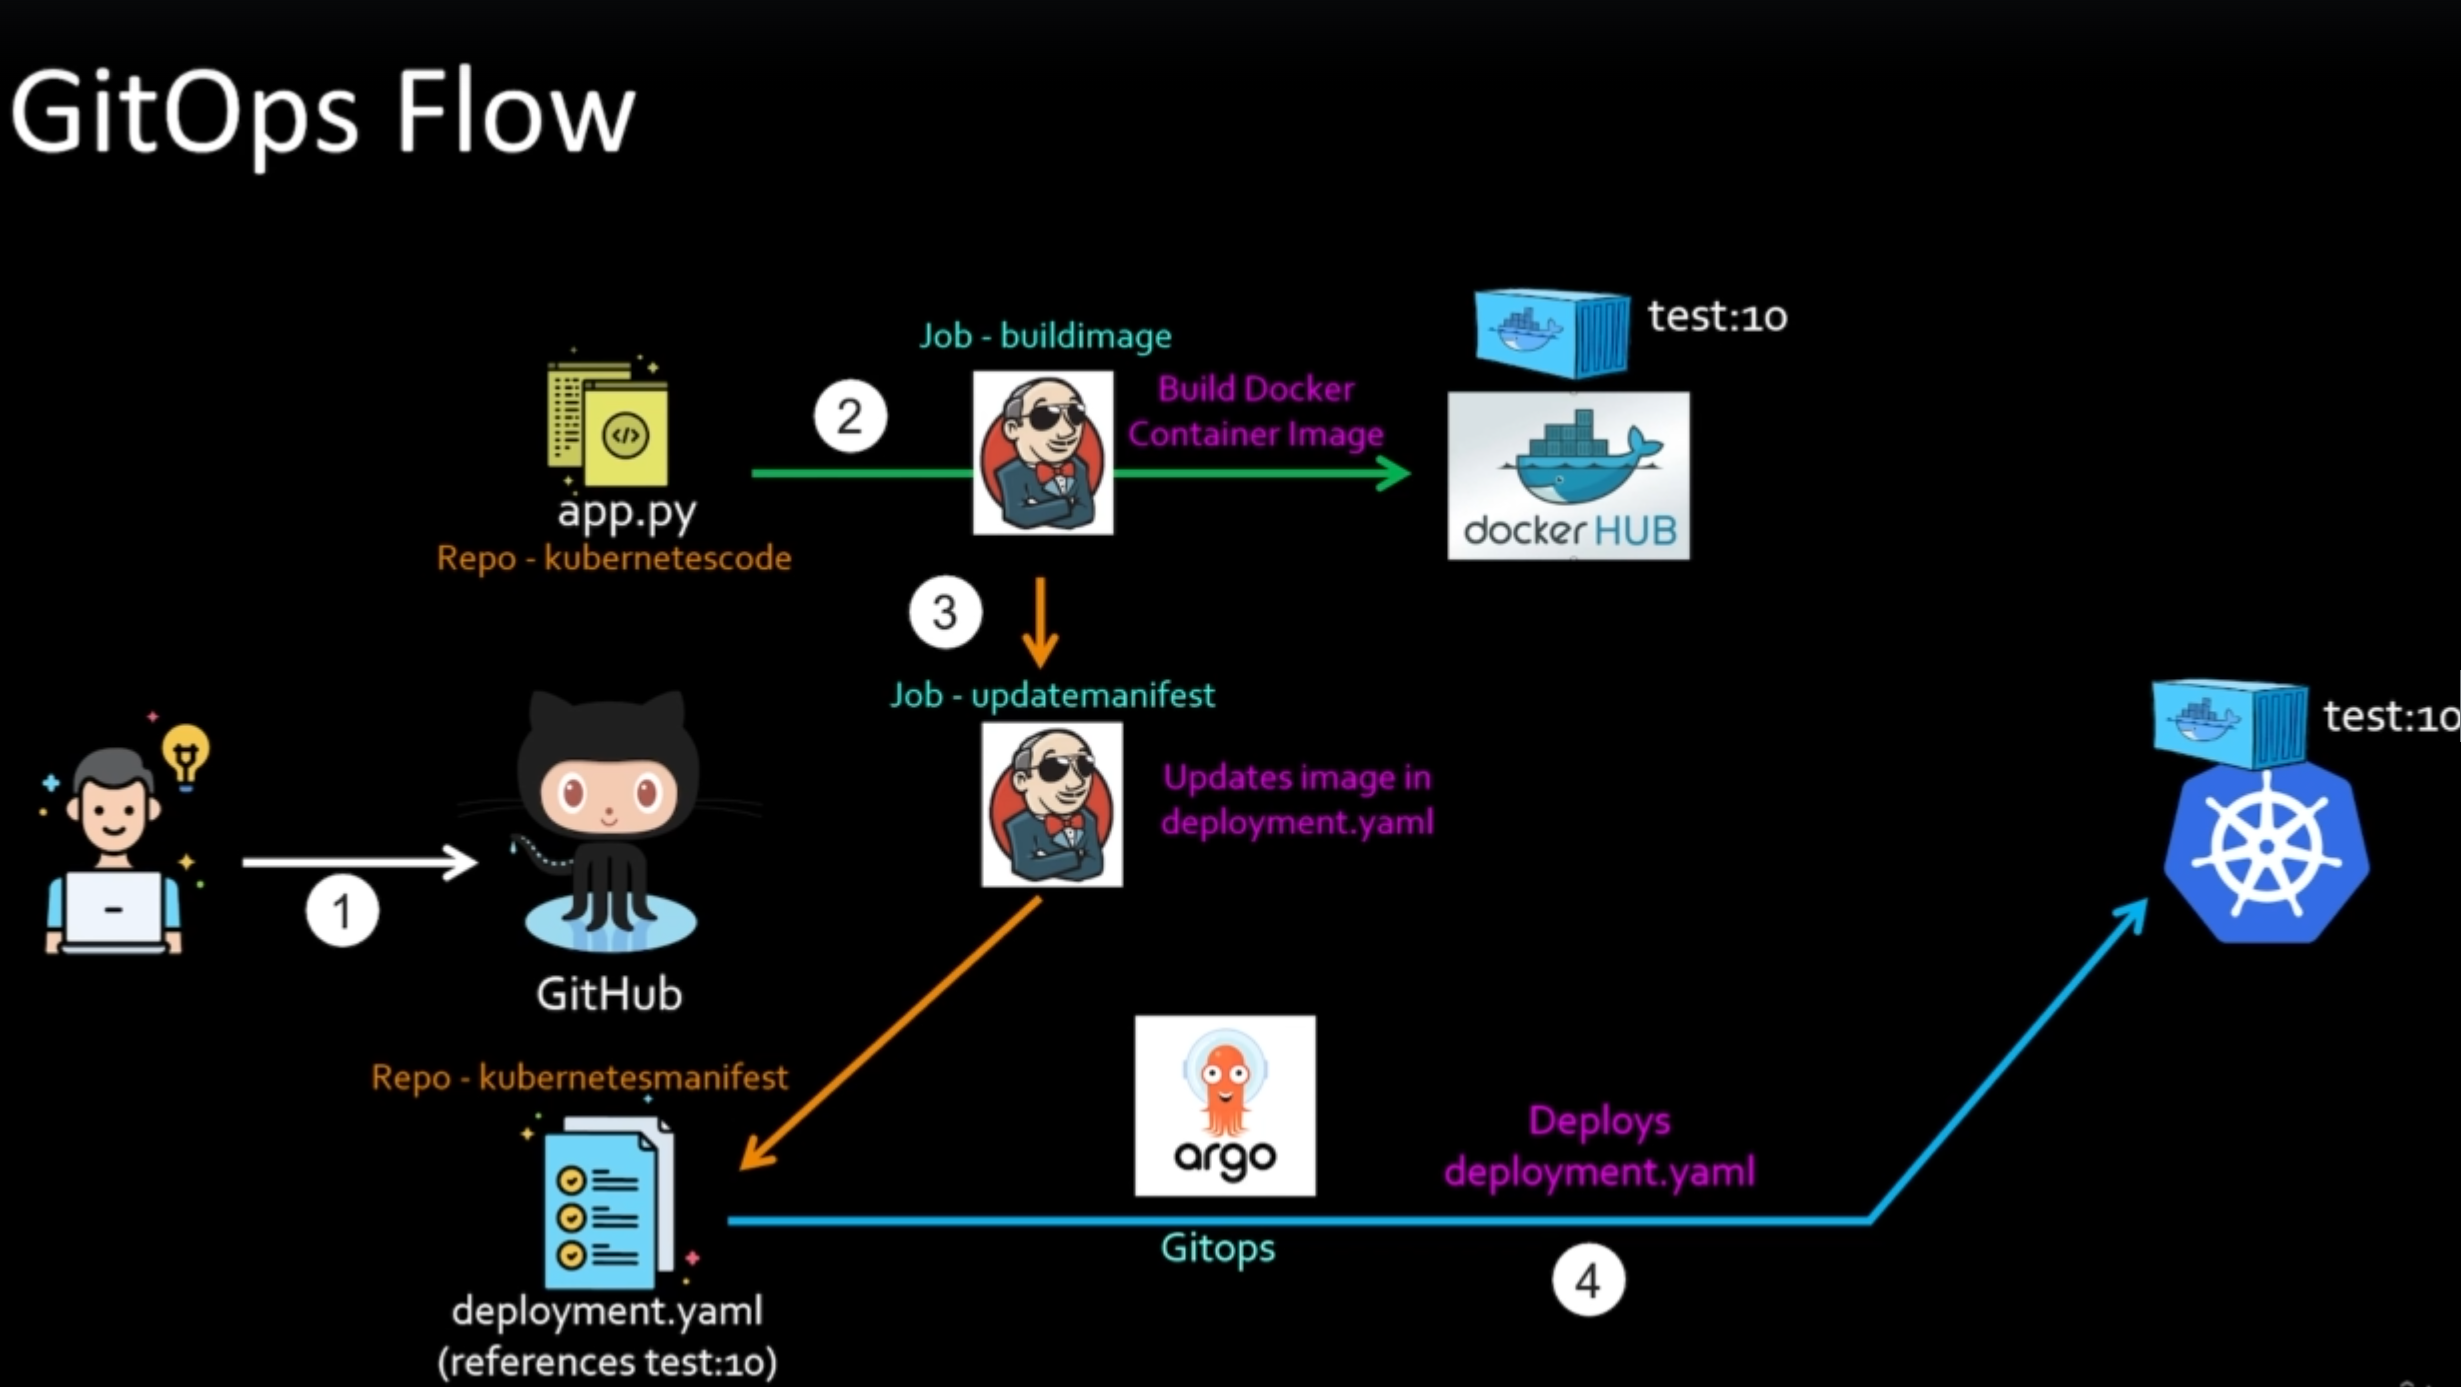 GitOps Flow
test:10
Job - buildimage
Build Docker
Container Image
2
app.py
Repo - kubernetescode
docker HUB
3
Job - updatemanifest
test:10
Updates image in
deployment.yaml
1
GitHub
Repo - kubernetesmanifest
argo
Deploys
deployment.yaml
Gitops
4
deployment.yaml
(references test:10)